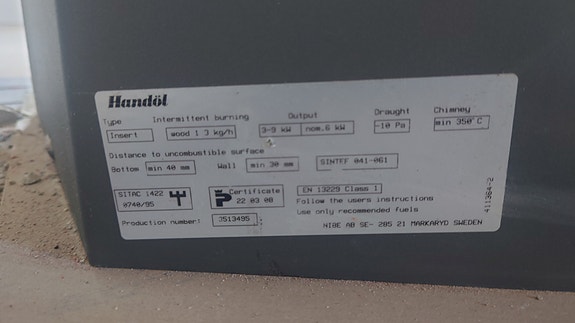 Handöl
Type Intermittent burning Output Draught Chimney
Insert wood 1 3 kg/h 3-9 kW nom.6 kW -10 Pa min 350°C
Distance to uncombustible surface
Bottom min 40 mm Wall min 30 mm SINTEF 041-061
SITAC 1422
0740/95
P Certificate
22 03 08
EN 13229 Class 1
Follow the users instructions
Use only recommended fuels
Production number: 3513495
NIBE AB SE- 285 21 MARKARYD SWEDEN
411364-2